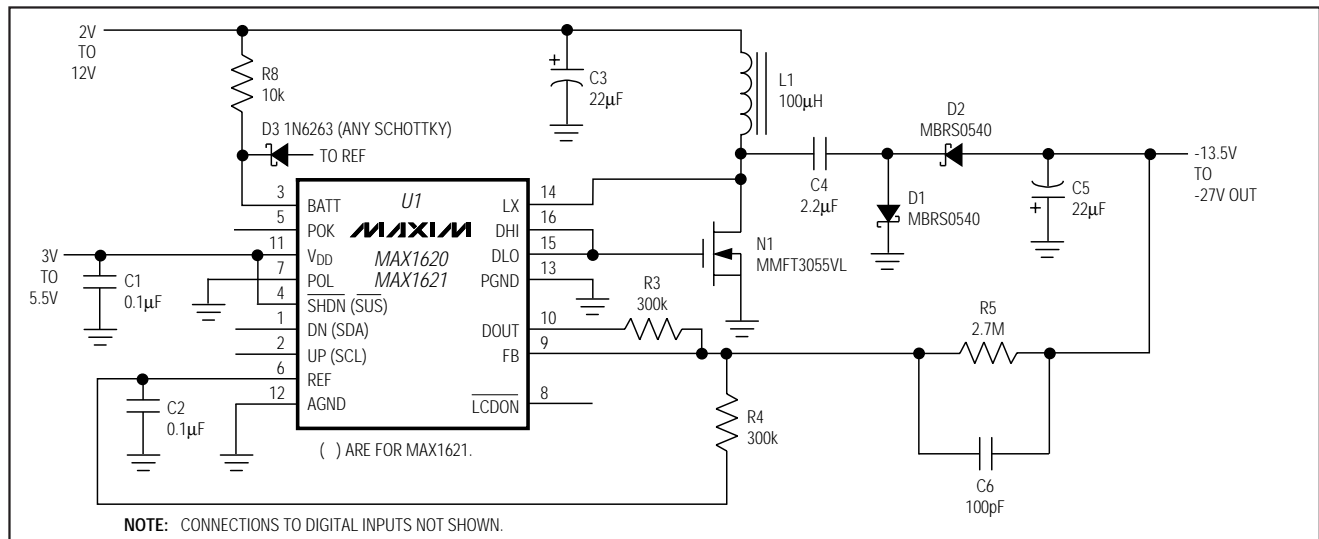 2V
TO
12V
R8
10k
+
C3
22µF
L1
100µH
D3 1N6263 (ANY SCHOTTKY)
TO REF
D2
MBRS0540
-13.5V
TO
-27V OUT
C4
2.2µF
D1
MBRS0540
C5
22µF
+
U1
MAXIM
MAX1620
MAX1621
3 BATT
5 POK
11 VDD
7 POL
4 SHDN (SUS)
1 DN (SDA)
2 UP (SCL)
6 REF
12 AGND
LX 14
DHI 16
DLO 15
PGND 13
DOUT 10
FB 9
LCDON 8
3V
TO
5.5V
C1
0.1µF
N1
MMFT3055VL
R3
300k
R5
2.7M
C2
0.1µF
R4
300k
C6
100pF
( ) ARE FOR MAX1621.
NOTE: CONNECTIONS TO DIGITAL INPUTS NOT SHOWN.